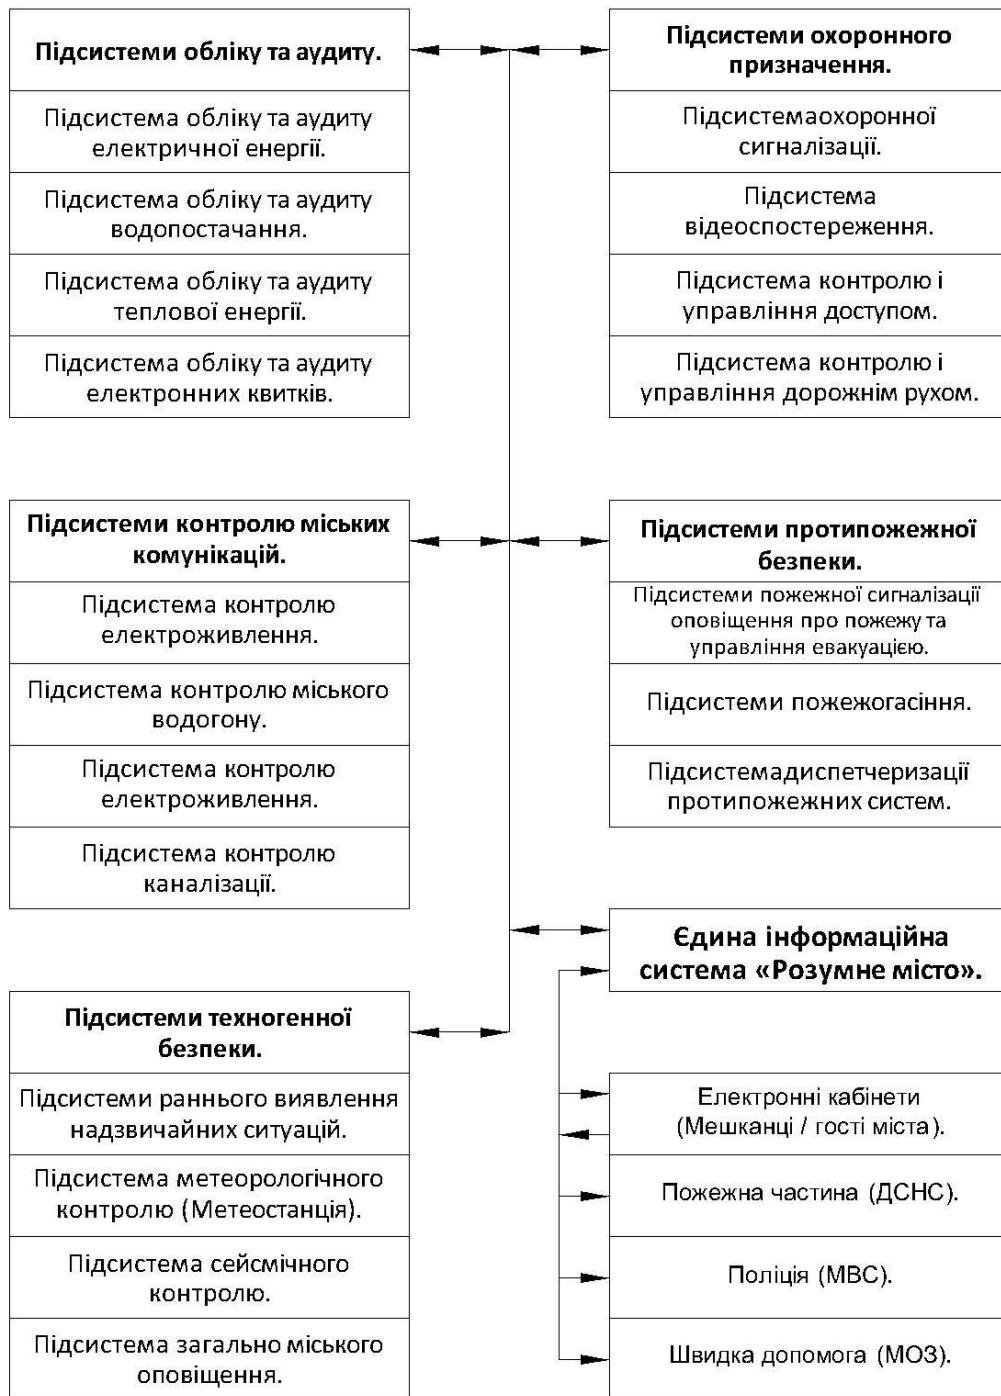 Підсистеми обліку та аудиту.
Підсистема обліку та аудиту
електричної енергії.
Підсистема обліку та аудиту
водопостачання.
Підсистема обліку та аудиту
теплової енергії.
Підсистема обліку та аудиту
електронних квитків.
Підсистеми охоронного
призначення.
Підсистемаохоронної
сигналізації.
Підсистема
відеоспостереження.
Підсистема контролю і
управління доступом.
Підсистема контролю і
управління дорожнім рухом.
Підсистеми контролю міських
комунікацій.
Підсистема контролю
електроживлення.
Підсистема контролю міського
водогону.
Підсистема контролю
електроживлення.
Підсистема контролю
каналізації.
Підсистеми протипожежної
безпеки.
Підсистеми пожежної сигналізації
оповіщення про пожежу та
управління евакуацією.
Підсистеми пожежогасіння.
Підсистемадиспетчеризації
протипожежних систем.
Підсистеми техногенної
безпеки.
Підсистеми раннього виявлення
надзвичайних ситуацій.
Підсистема метеорологічного
контролю (Метеостанція).
Підсистема сейсмічного
контролю.
Підсистема загально міського
оповіщення.
Єдина інформаційна
система «Розумне місто».
Електронні кабінети
(Мешканці / гості міста).
Пожежна частина (ДСНС).
Поліція (МВС).
Швидка допомога (МОЗ).